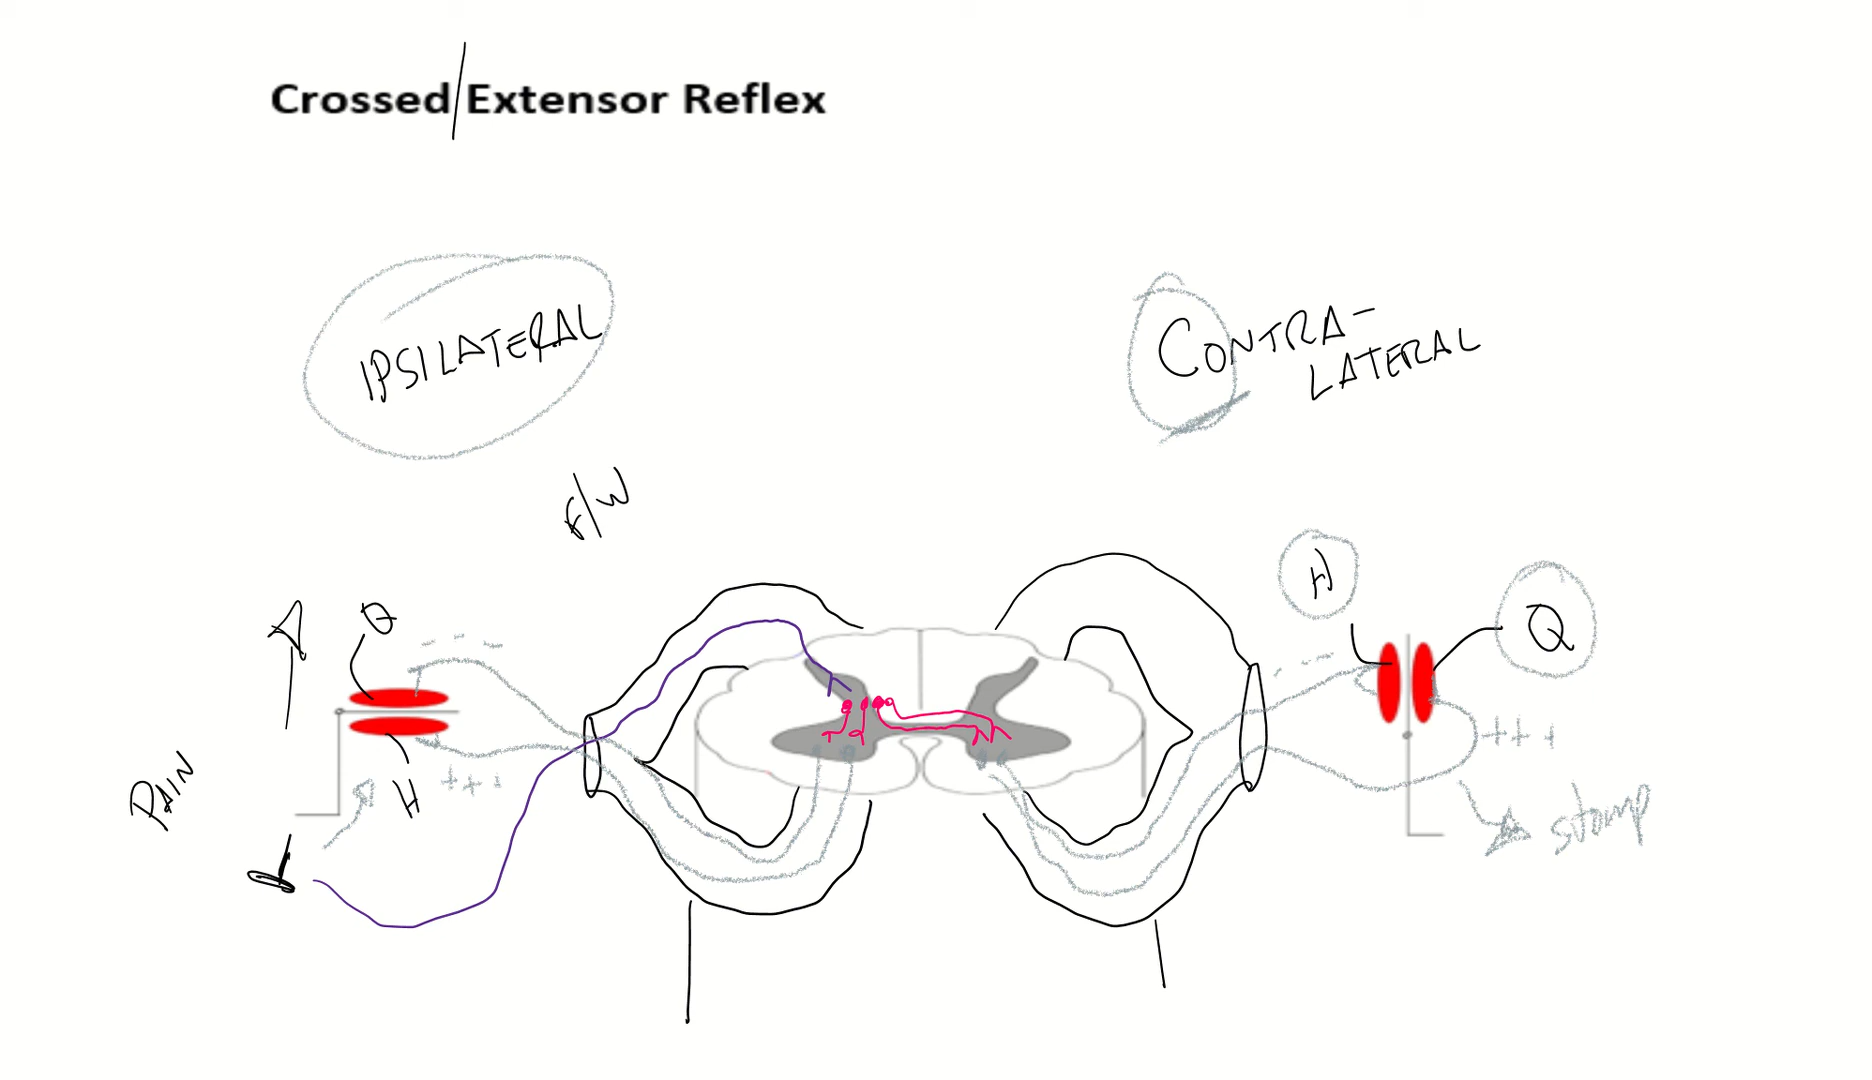 Crossed/Extensor Reflex
IPSILATERAL
CONTRA-
LATERAL
F/W
H
Q
Q
- - -
- - -
+++
H
+++
PAIN
stomp